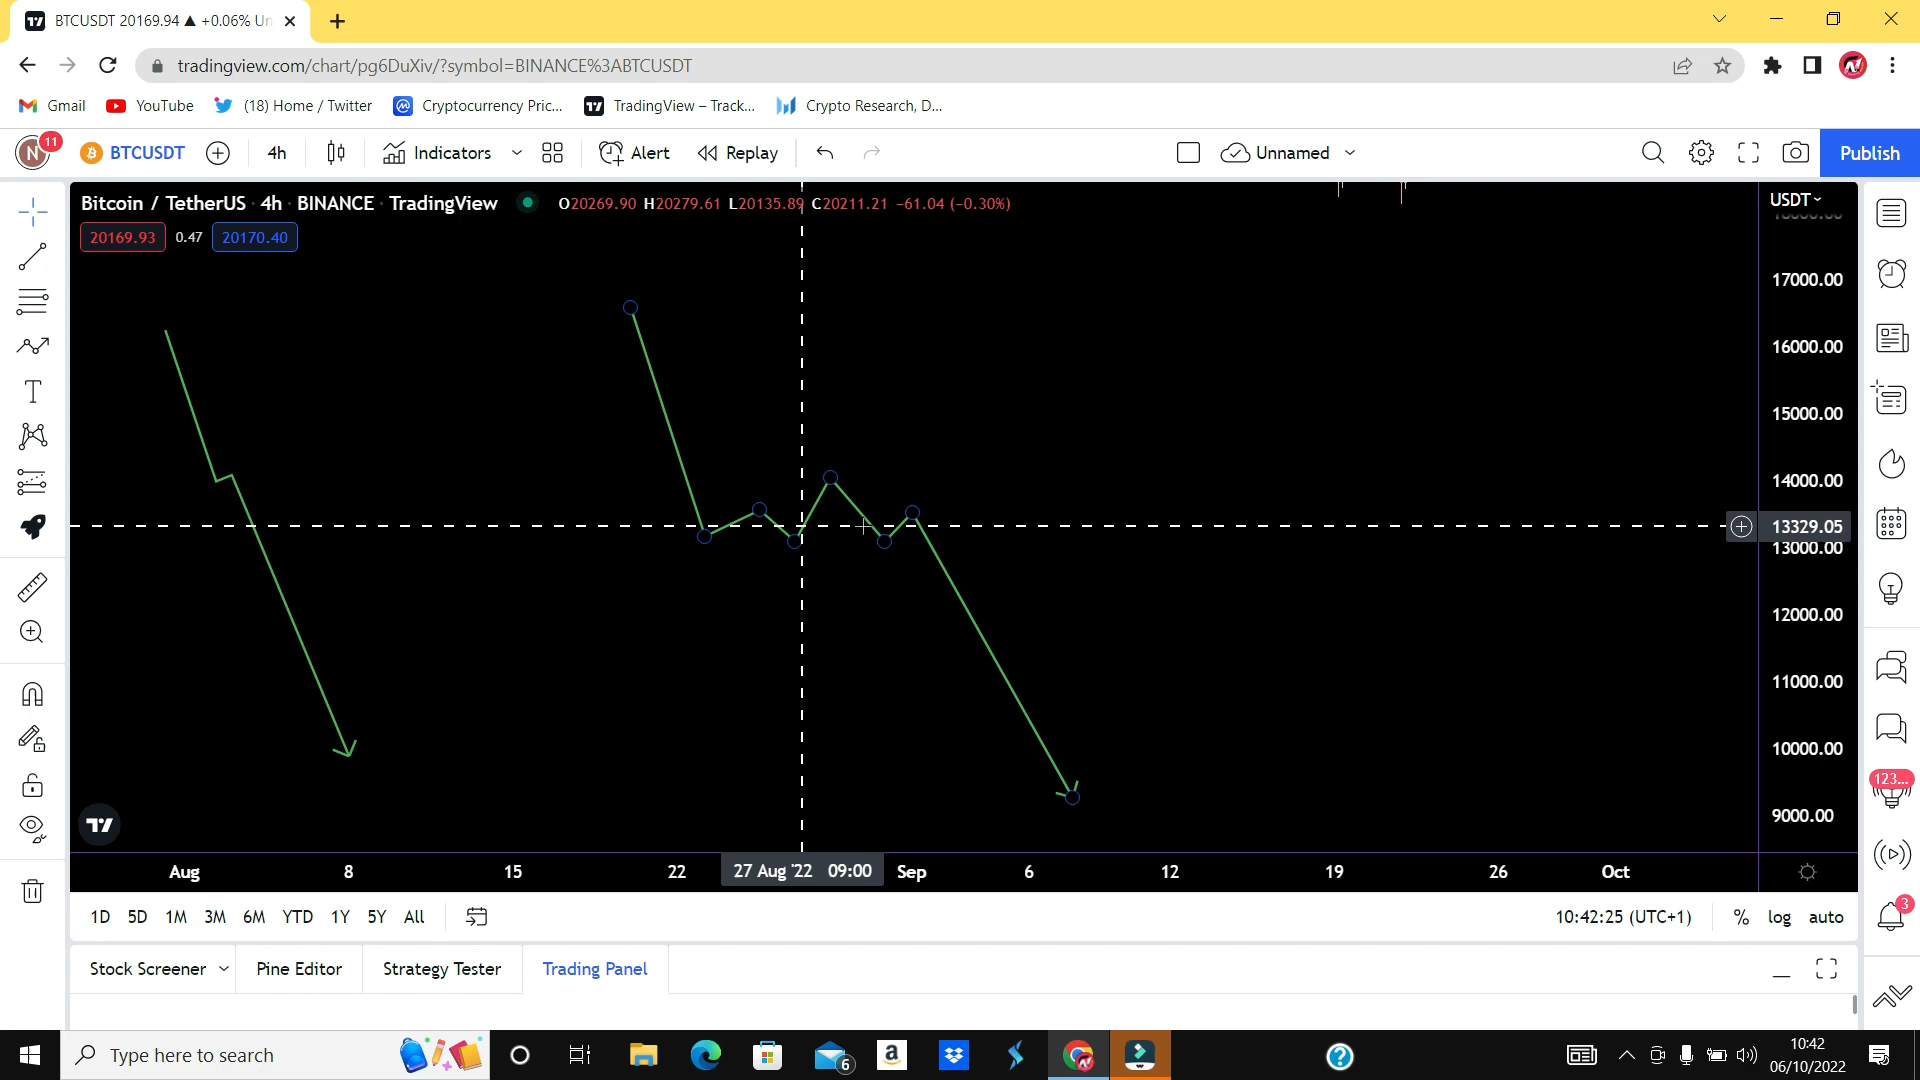 BTCUSDT 20169.94 ▲ +0.06% Un
tradingview.com/chart/pg6DuXiv/?symbol=BINANCE%3ABTCUSDT
Gmail YouTube (18) Home / Twitter Cryptocurrency Pric... TradingView – Track... Crypto Research, D...
N 11 BTCUSDT 4h Indicators Alert Replay Unnamed Publish
Bitcoin / TetherUS · 4h · BINANCE · TradingView O20269.90 H20279.61 L20135.89 C20211.21 −61.04 (−0.30%) USDT
20169.93 0.47 20170.40
17000.00
16000.00
15000.00
14000.00
13329.05
13000.00
12000.00
11000.00
10000.00
123...
9000.00
Aug 8 15 22 27 Aug '22 09:00 Sep 6 12 19 26 Oct
1D 5D 1M 3M 6M YTD 1Y 5Y All 10:42:25 (UTC+1) % log auto
3
Stock Screener Pine Editor Strategy Tester Trading Panel
Type here to search 6 10:42
06/10/2022